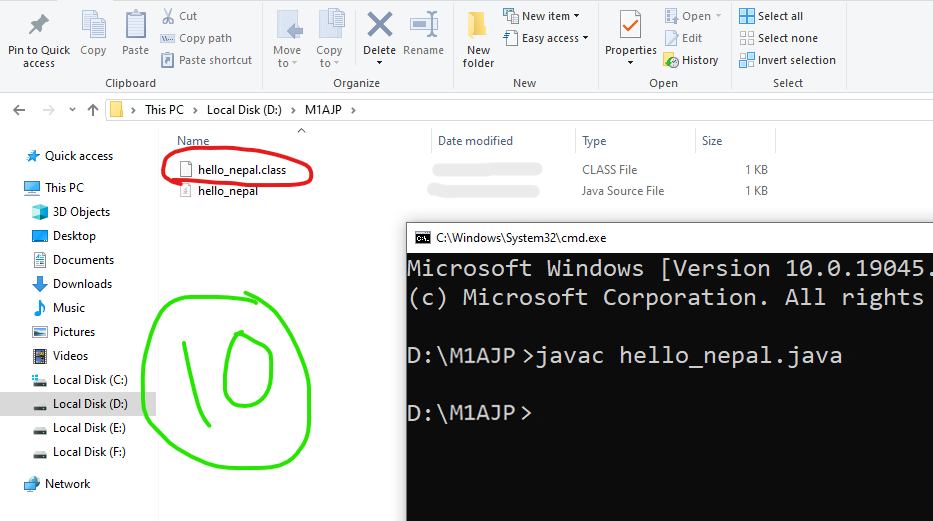 Pin to Quick access
Copy
Paste
Cut
Copy path
Paste shortcut
Clipboard
Move to
Copy to
Delete
Rename
Organize
New folder
New item
Easy access
New
Properties
Open
Edit
History
Open
Select all
Select none
Invert selection
Select
This PC > Local Disk (D:) > M1AJP >
Name Date modified Type Size
hello_nepal.class CLASS File 1 KB
hello_nepal Java Source File 1 KB
Quick access
This PC
3D Objects
Desktop
Documents
Downloads
Music
Pictures
Videos
Local Disk (C:)
Local Disk (D:)
Local Disk (E:)
Local Disk (F:)
Network
10
C:\Windows\System32\cmd.exe
Microsoft Windows [Version 10.0.19045.
(c) Microsoft Corporation. All rights
D:\M1AJP>javac hello_nepal.java
D:\M1AJP>